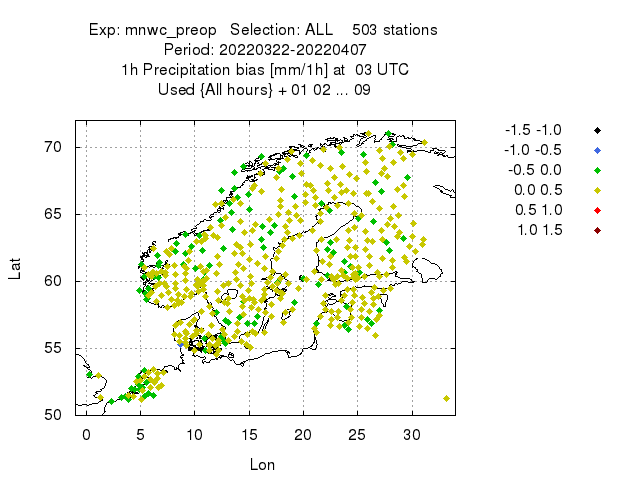 Exp: mnwc_preop   Selection: ALL    503 stations
Period: 20220322-20220407
1h Precipitation bias [mm/1h] at  03 UTC
Used {All hours} + 01 02 ... 09
-1.5 -1.0
-1.0 -0.5
-0.5 0.0
0.0 0.5
0.5 1.0
1.0 1.5
70
65
60
55
50
Lat
0 5 10 15 20 25 30
Lon